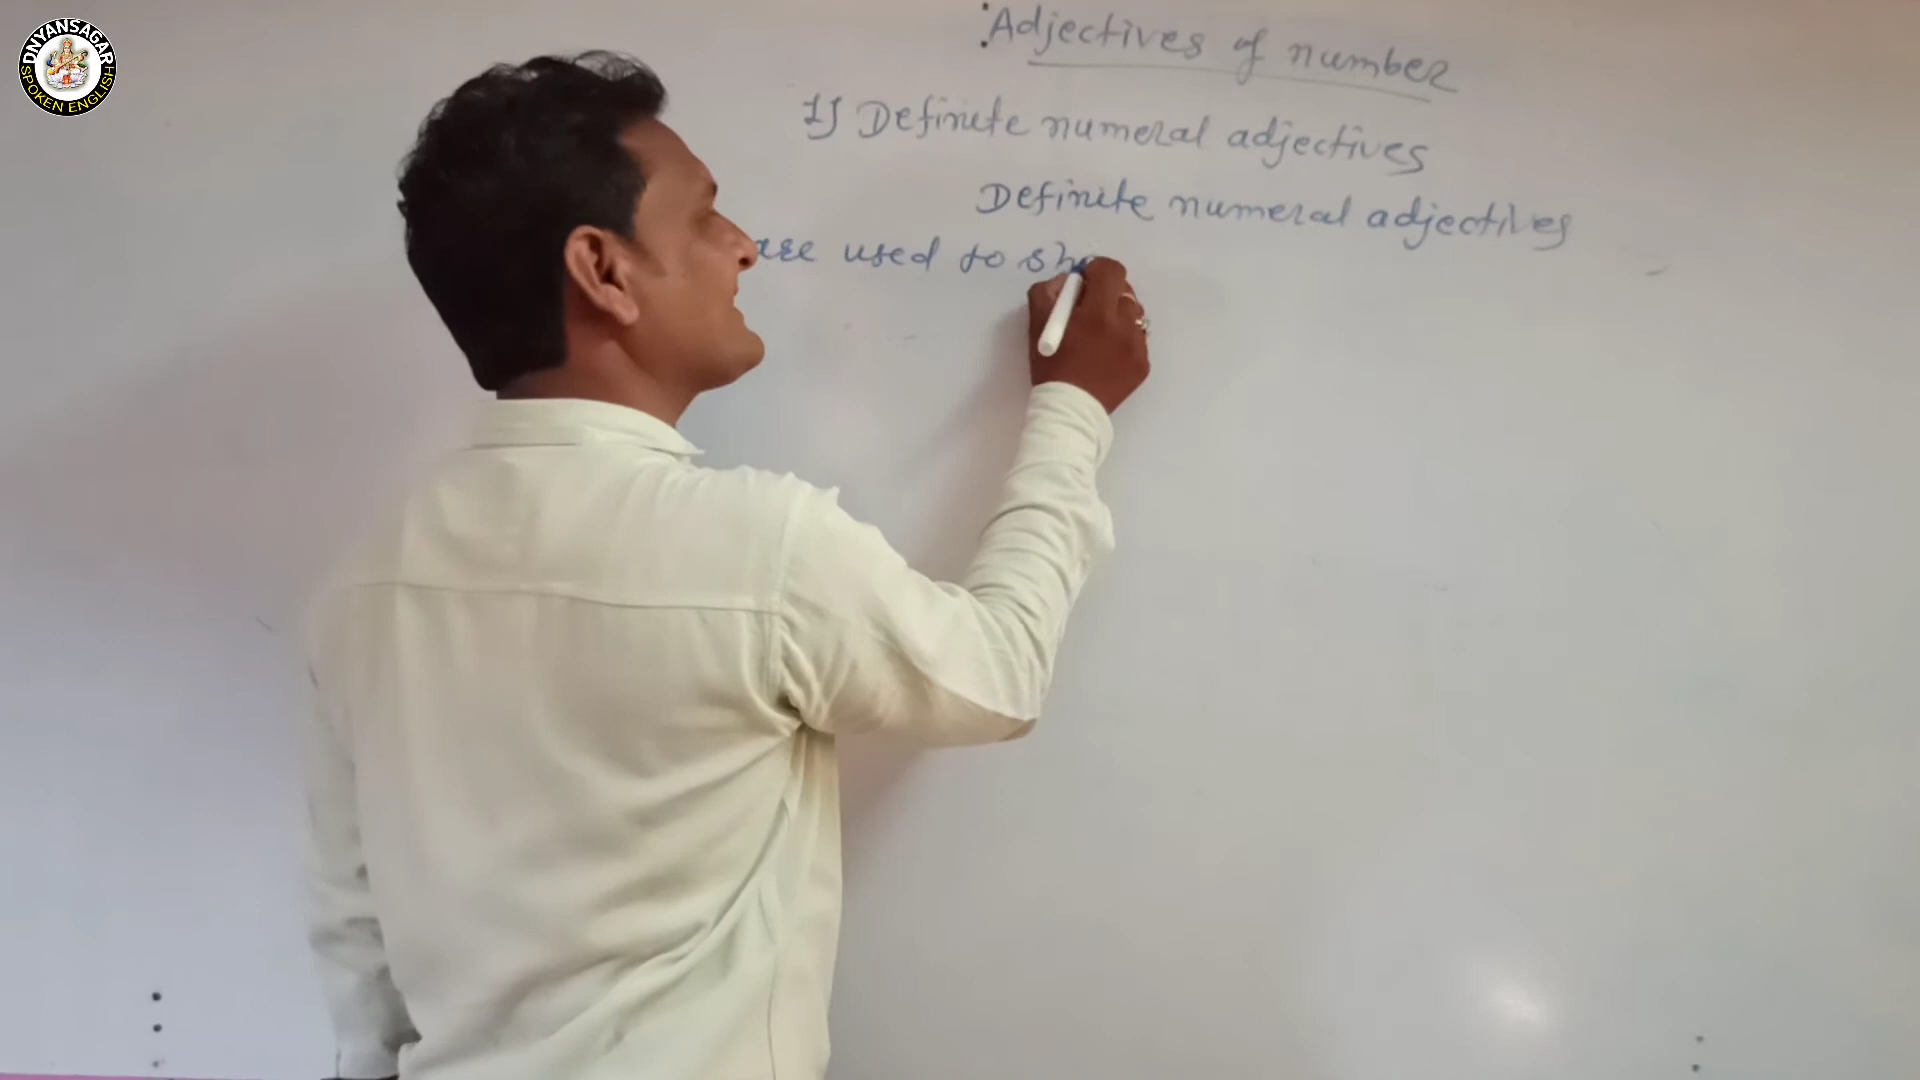 DNYANSAGAR
SPOKEN ENGLISH
: Adjectives of number
1] Definite numeral adjectives
Definite numeral adjectives
are used to sh